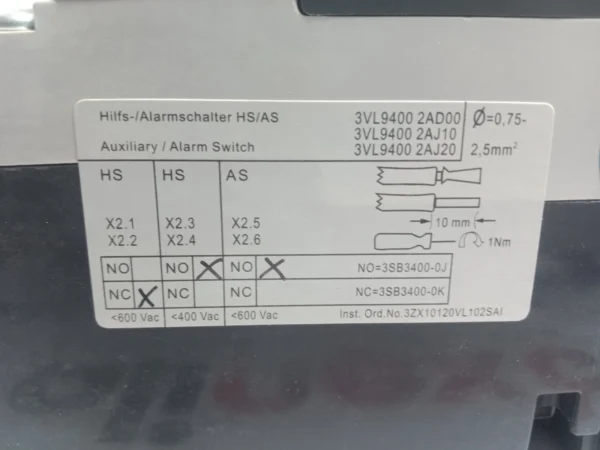 Hilfs-/Alarmschalter HS/AS 3VL9400 2AD00 Ø=0,75-
3VL9400 2AJ10
Auxiliary / Alarm Switch 3VL9400 2AJ20 2,5mm²
HS HS AS
X2.1 X2.3 X2.5
X2.2 X2.4 X2.6
10 mm
1Nm
NO NO X NO X NO=3SB3400-0J
NC X NC NC NC=3SB3400-0K
<600 Vac <400 Vac <600 Vac Inst. Ord.No.3ZX10120VL102SAI